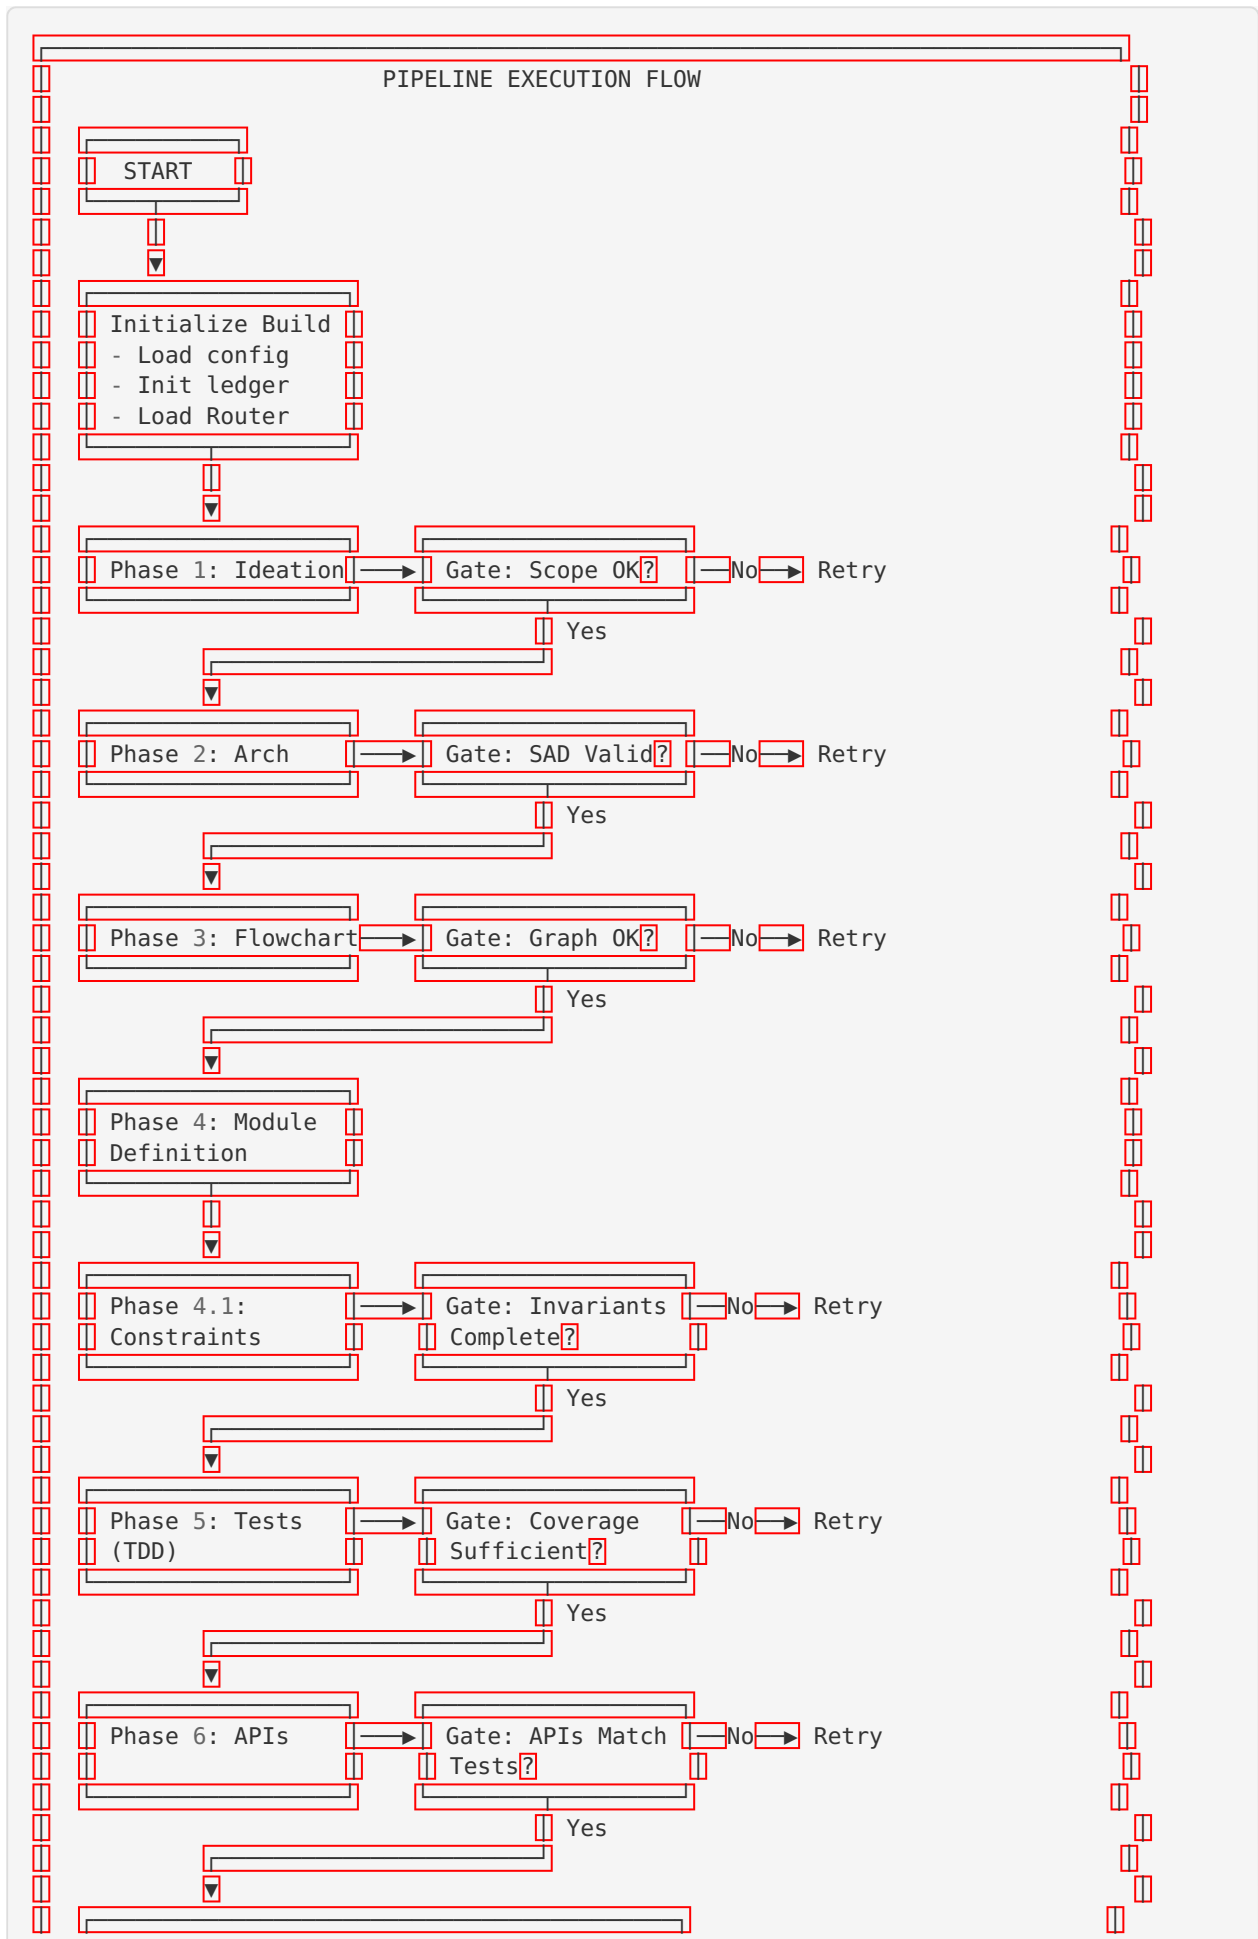 PIPELINE EXECUTION FLOW
START
Initialize Build
- Load config
- Init ledger
- Load Router
Phase 1: Ideation Gate: Scope OK? No Retry
Yes
Phase 2: Arch Gate: SAD Valid? No Retry
Yes
Phase 3: Flowchart Gate: Graph OK? No Retry
Yes
Phase 4: Module
Definition
Phase 4.1: Gate: Invariants No Retry
Constraints Complete?
Yes
Phase 5: Tests Gate: Coverage No Retry
(TDD) Sufficient?
Yes
Phase 6: APIs Gate: APIs Match No Retry
Tests?
Yes